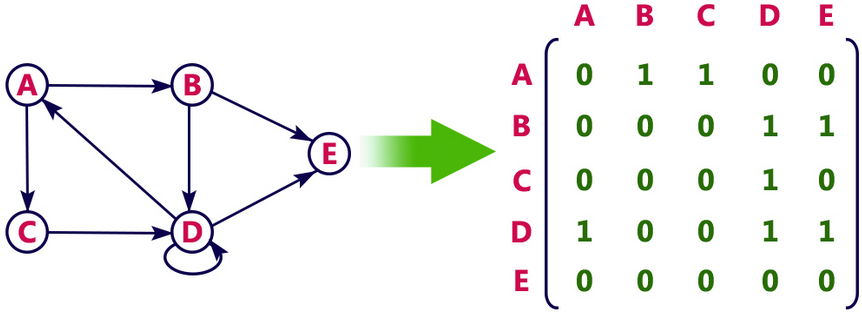 A B E C D
A B C D E
A 0 1 1 0 0
B 0 0 0 1 1
C 0 0 0 1 0
D 1 0 0 1 1
E 0 0 0 0 0